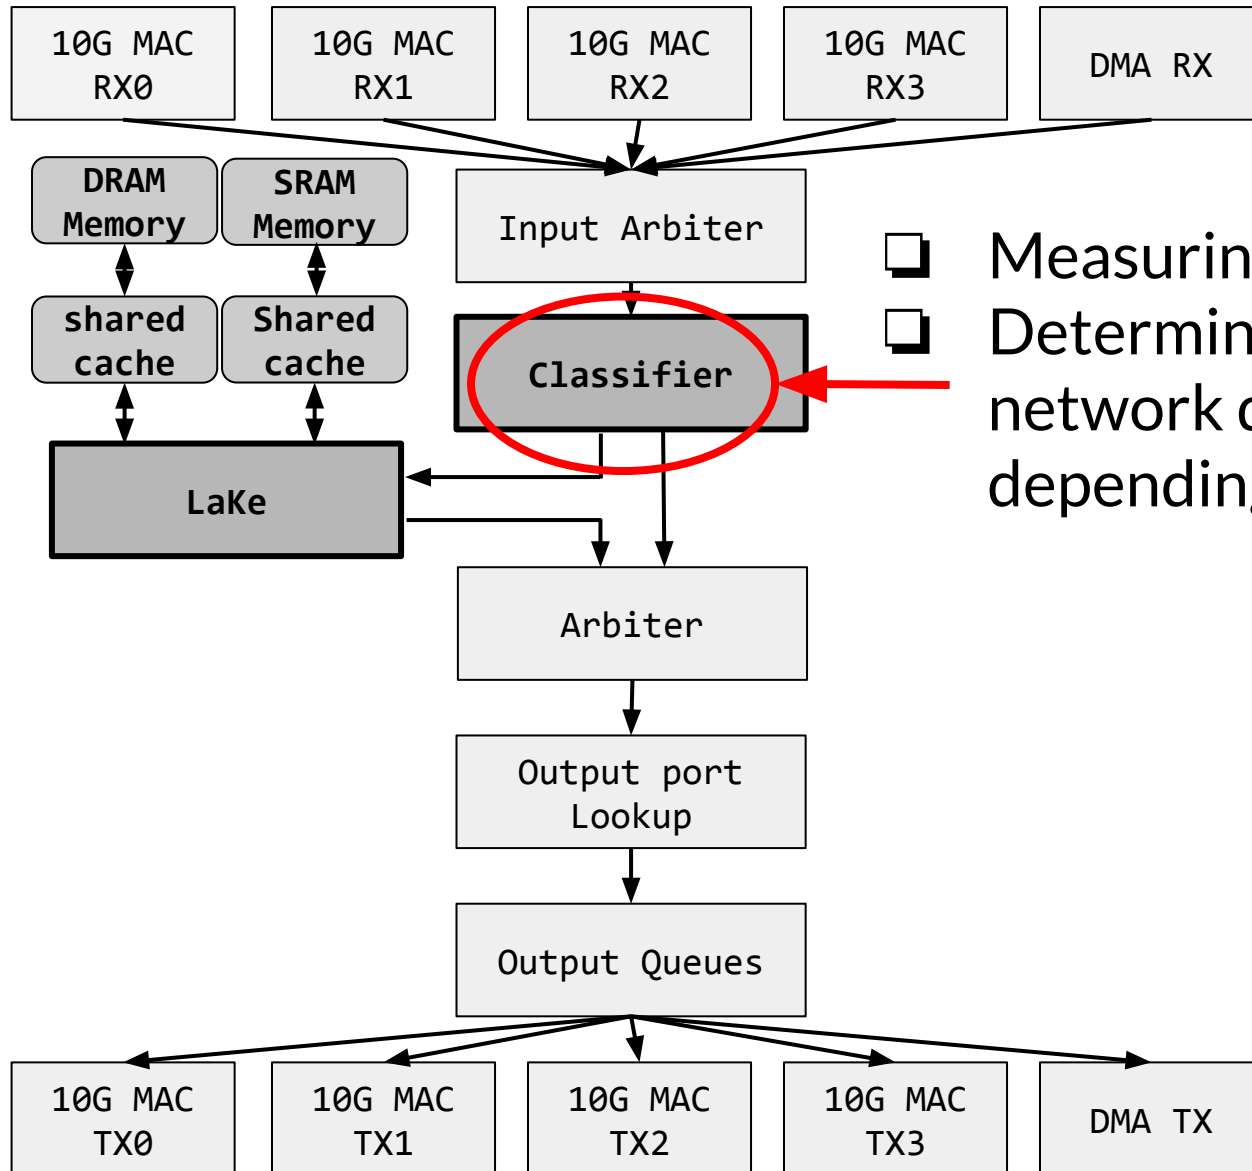 10G MAC
RX0
10G MAC
RX1
10G MAC
RX2
10G MAC
RX3
DMA RX
DRAM
Memory
SRAM
Memory
Input Arbiter
shared
cache
Shared
cache
Classifier
LaKe
Measurin
Determin
network
dependin
Arbiter
Output port
Lookup
Output Queues
10G MAC
TX0
10G MAC
TX1
10G MAC
TX2
10G MAC
TX3
DMA TX